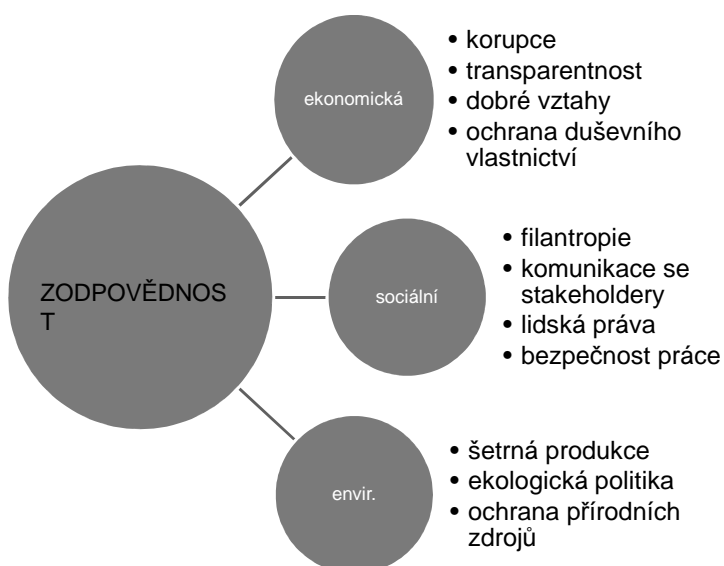 ekonomická
• korupce
• transparentnost
• dobré vztahy
• ochrana duševního
vlastnictví
ZODPOVĚDNOS
T
sociální
• filantropie
• komunikace se
stakeholdery
• lidská práva
• bezpečnost práce
envir.
• šetrná produkce
• ekologická politika
• ochrana přírodních
zdrojů